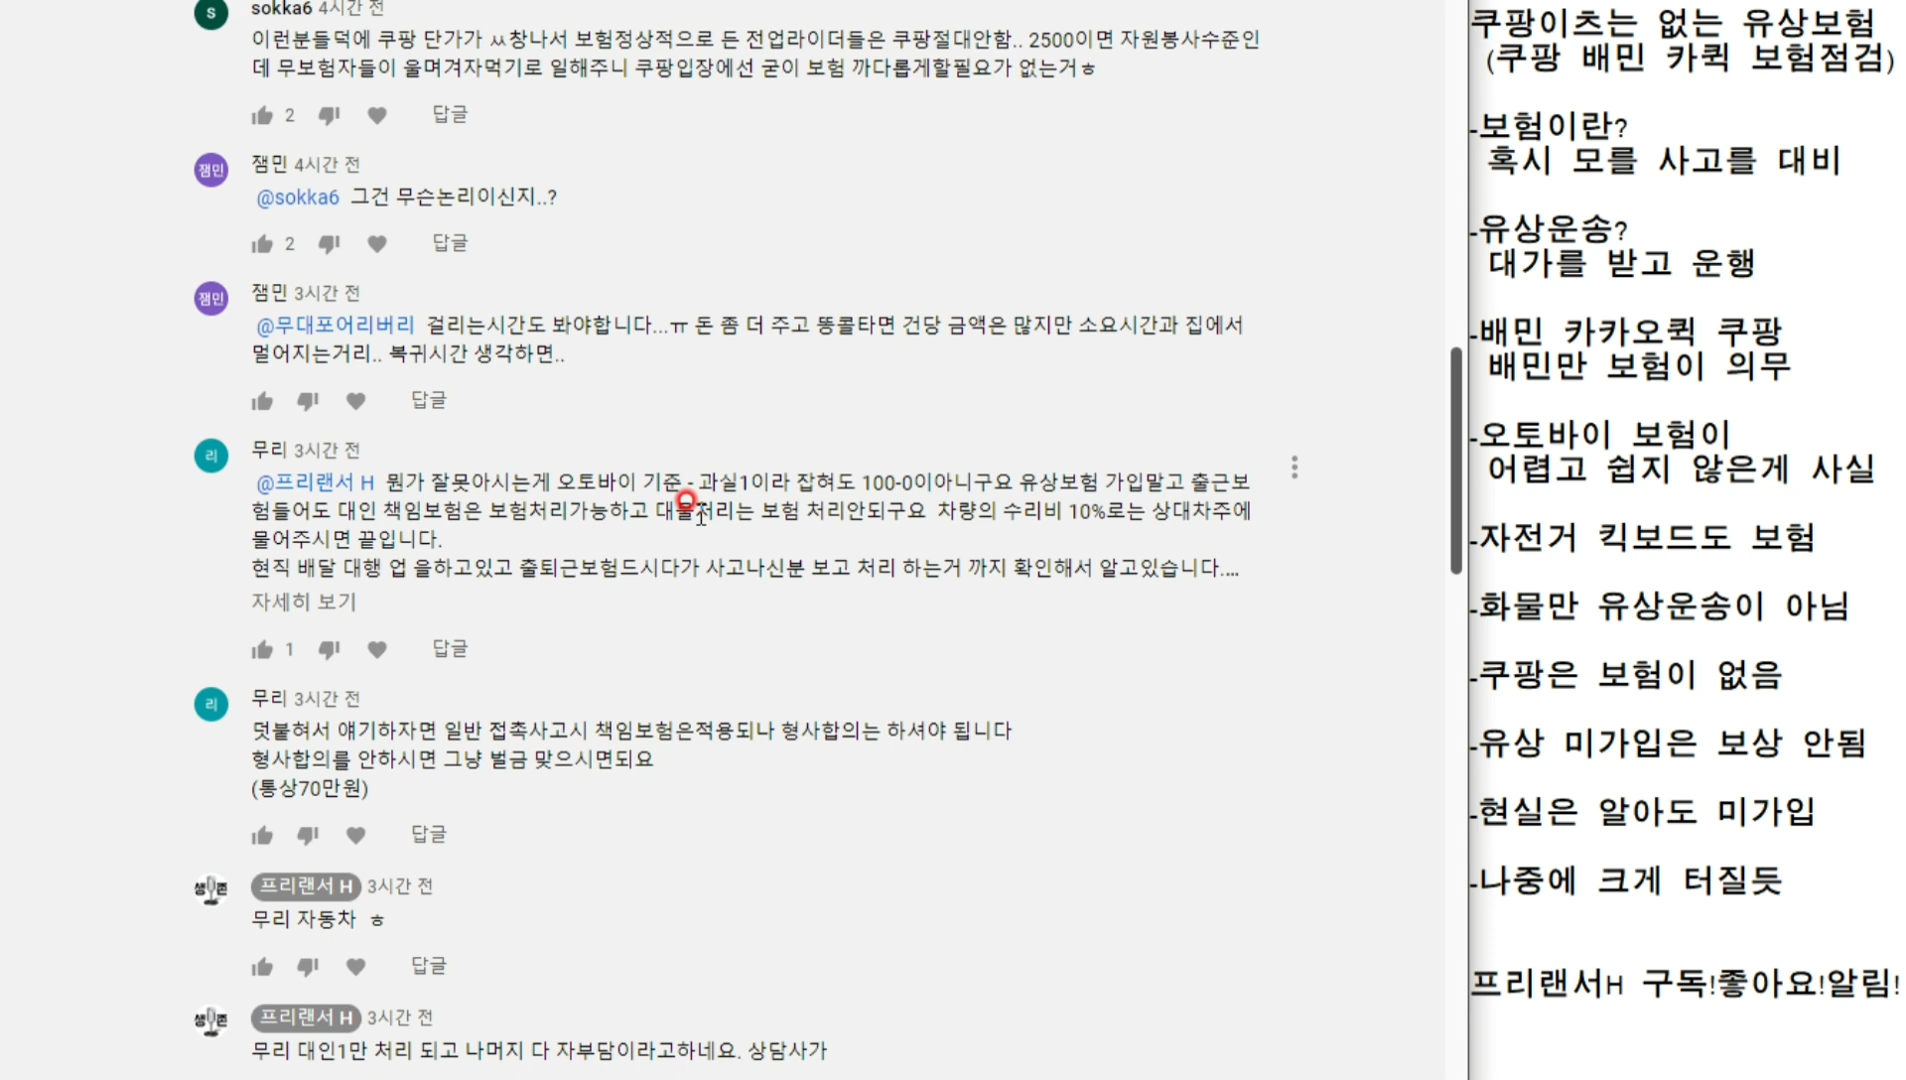 sokka6 4시간 전
이런분들덕에 쿠팡 단가가 ㅆ창나서 보험정상적으로 든 전업라이더들은 쿠팡절대안함.. 2500이면 자원봉사수준인
데 무보험자들이 울며겨자먹기로 일해주니 쿠팡입장에선 굳이 보험 까다롭게할필요가 없는거ㅎ
2 답글
잼민 4시간 전
@sokka6 그건 무슨논리이신지..?
2 답글
잼민 3시간 전
@무대포어리버리 걸리는시간도 봐야합니다...ㅠ 돈 좀 더 주고 똥콜타면 건당 금액은 많지만 소요시간과 집에서
멀어지는거리.. 복귀시간 생각하면..
답글
무리 3시간 전
@프리랜서 H 뭔가 잘못아시는게 오토바이 기준 - 과실1이라 잡혀도 100-0이아니구요 유상보험 가입말고 출근보
험들어도 대인 책임보험은 보험처리가능하고 대물처리는 보험 처리안되구요 차량의 수리비 10%로는 상대차주에
물어주시면 끝입니다.
현직 배달 대행 업 을하고있고 출퇴근보험드시다가 사고나신분 보고 처리 하는거 까지 확인해서 알고있습니다....
자세히 보기
1 답글
무리 3시간 전
덧붙혀서 얘기하자면 일반 접촉사고시 책임보험은적용되나 형사합의는 하셔야 됩니다
형사합의를 안하시면 그냥 벌금 맞으시면되요
(통상70만원)
답글
프리랜서 H 3시간 전
무리 자동차 ㅎ
답글
프리랜서 H 3시간 전
무리 대인1만 처리 되고 나머지 다 자부담이라고하네요. 상담사가
쿠팡이츠는 없는 유상보험
(쿠팡 배민 카퀵 보험점검)
-보험이란?
혹시 모를 사고를 대비
-유상운송?
대가를 받고 운행
-배민 카카오퀵 쿠팡
배민만 보험이 의무
-오토바이 보험이
어렵고 쉽지 않은게 사실
-자전거 킥보드도 보험
-화물만 유상운송이 아님
-쿠팡은 보험이 없음
-유상 미가입은 보상 안됨
-현실은 알아도 미가입
-나중에 크게 터질듯
프리랜서H 구독!좋아요!알림!
잼민
잼민
리
리
생존
생존
S